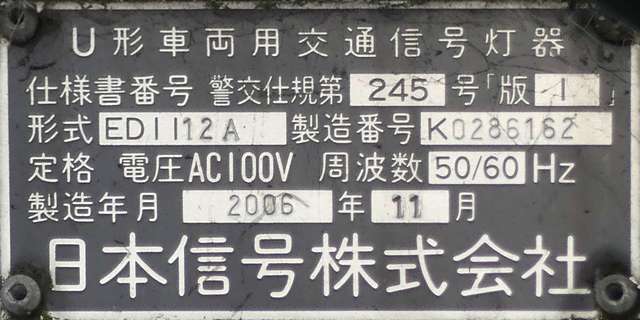 U形車両用交通信号灯器
仕様書番号 警交仕規第 245 号「版 1 」
形式 ED1112A 製造番号 K0286162
定格 電圧AC100V 周波数 50/60 Hz
製造年月 2006 年 11 月
日本信号株式会社